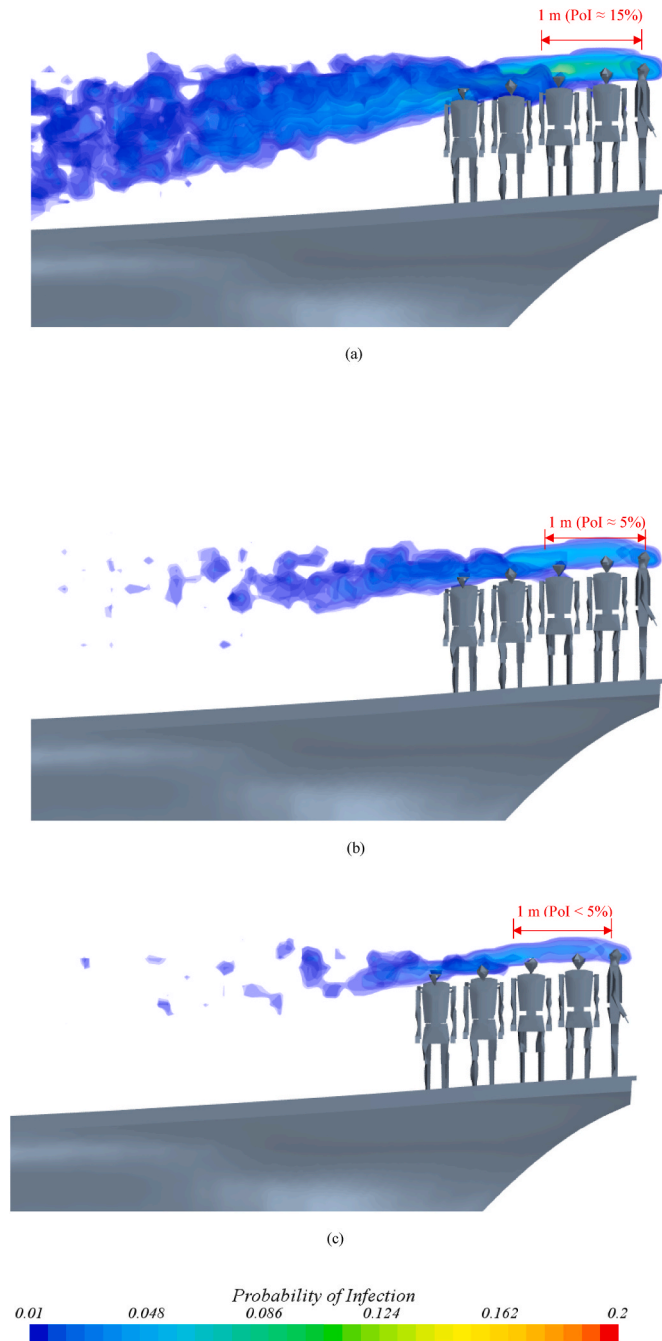 1 m (PoI ≈ 15%)
(a)
1 m (PoI ≈ 5%)
(b)
1 m (PoI < 5%)
(c)
Probability of Infection
0.01 0.048 0.086 0.124 0.162 0.2